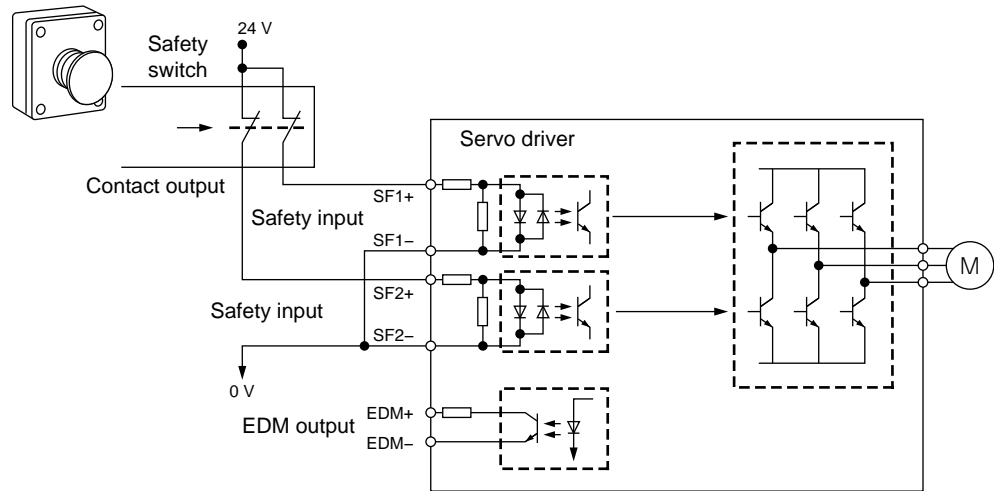 24 V
Safety
switch
Servo driver
Contact output
SF1+
Safety input
SF1−
M
SF2+
Safety input
SF2−
0 V
EDM+
EDM output
EDM−